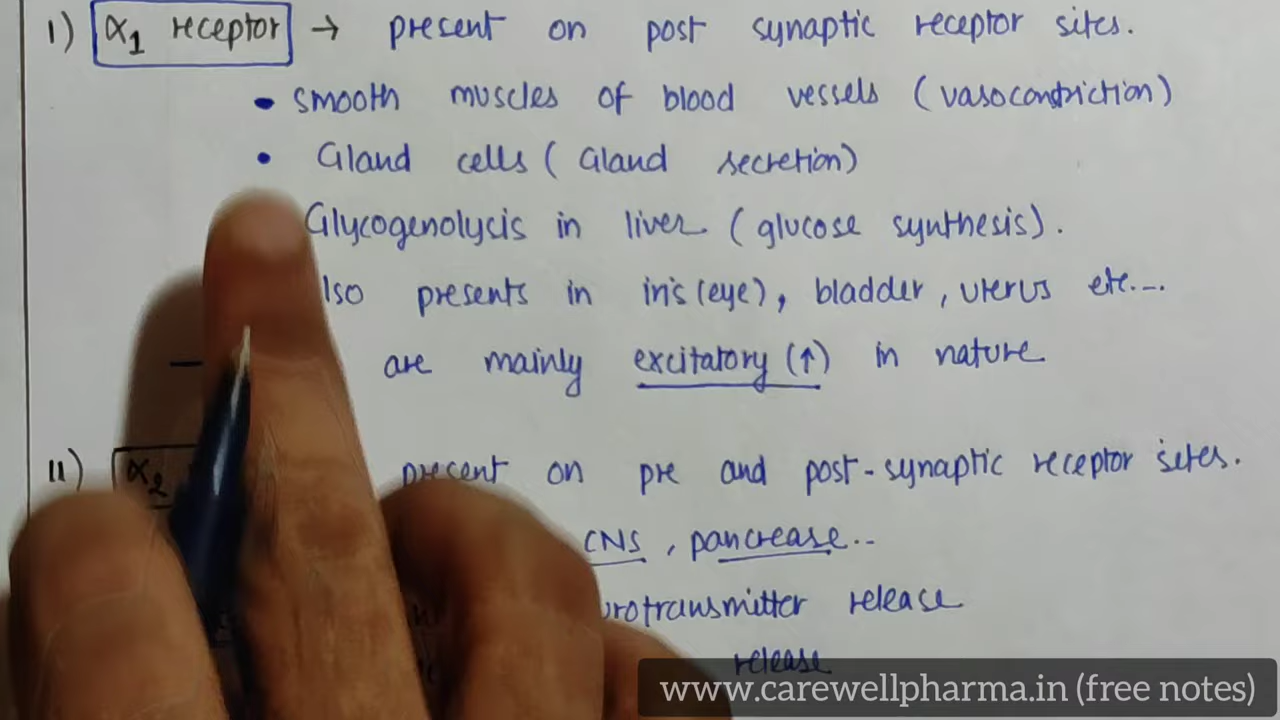 I) α1 receptor → present on post synaptic receptor sites.
• smooth muscles of blood vessels (vasoconstriction)
• Gland cells (Gland secretion)
Glycogenolysis in liver (glucose synthesis).
lso presents in iris (eye), bladder, uterus etc...
— are mainly excitatory (↑) in nature
II) α2 present on pre and post-synaptic receptor sites.
CNS, pancrease..
urotransmitter release
release
www.carewellpharma.in (free notes)